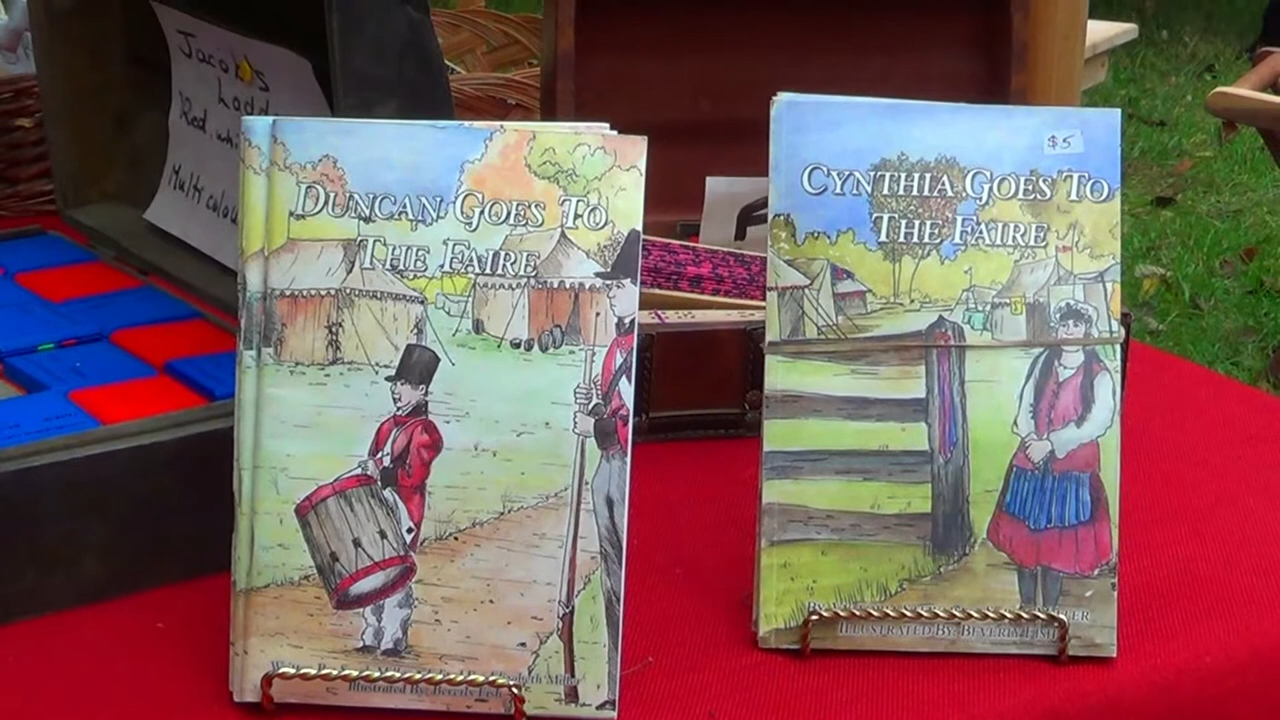 Jacob's
Ladd
Red, whi
Multi colou
DUNCAN GOES TO
THE FAIRE
Illustrated By: Beverly Fish
$5
CYNTHIA GOES TO
THE FAIRE
ILLUSTRATED BY: BEVERLY FISH